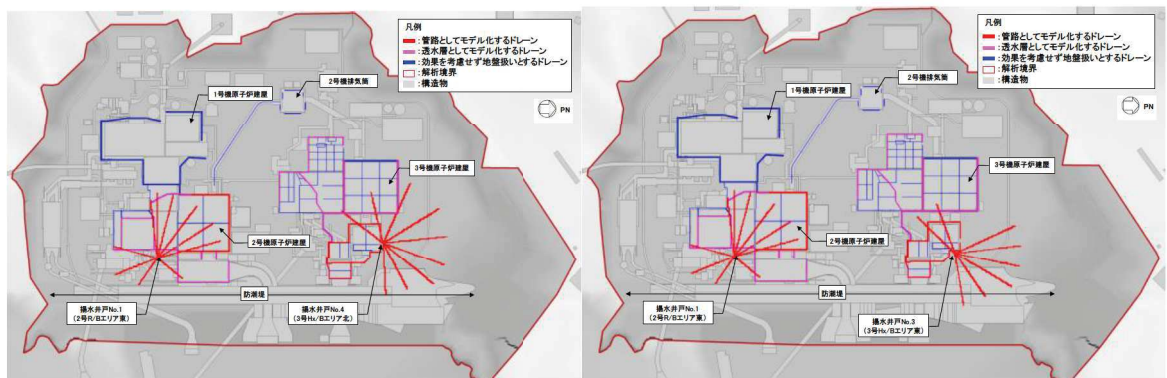 凡例
:管路としてモデル化するドレーン
:透水層としてモデル化するドレーン
:効果を考慮せず地盤扱いとするドレーン
:解析境界
:構造物
PN
2号機排気筒
1号機原子炉建屋
3号機原子炉建屋
2号機原子炉建屋
防潮堤
揚水井戸No.1
(2号R/Bエリア東)
揚水井戸No.4
(3号Hx/Bエリア北)
凡例
:管路としてモデル化するドレーン
:透水層としてモデル化するドレーン
:効果を考慮せず地盤扱いとするドレーン
:解析境界
:構造物
PN
2号機排気筒
1号機原子炉建屋
3号機原子炉建屋
2号機原子炉建屋
防潮堤
揚水井戸No.1
(2号R/Bエリア東)
揚水井戸No.3
(3号Hx/Bエリア東)